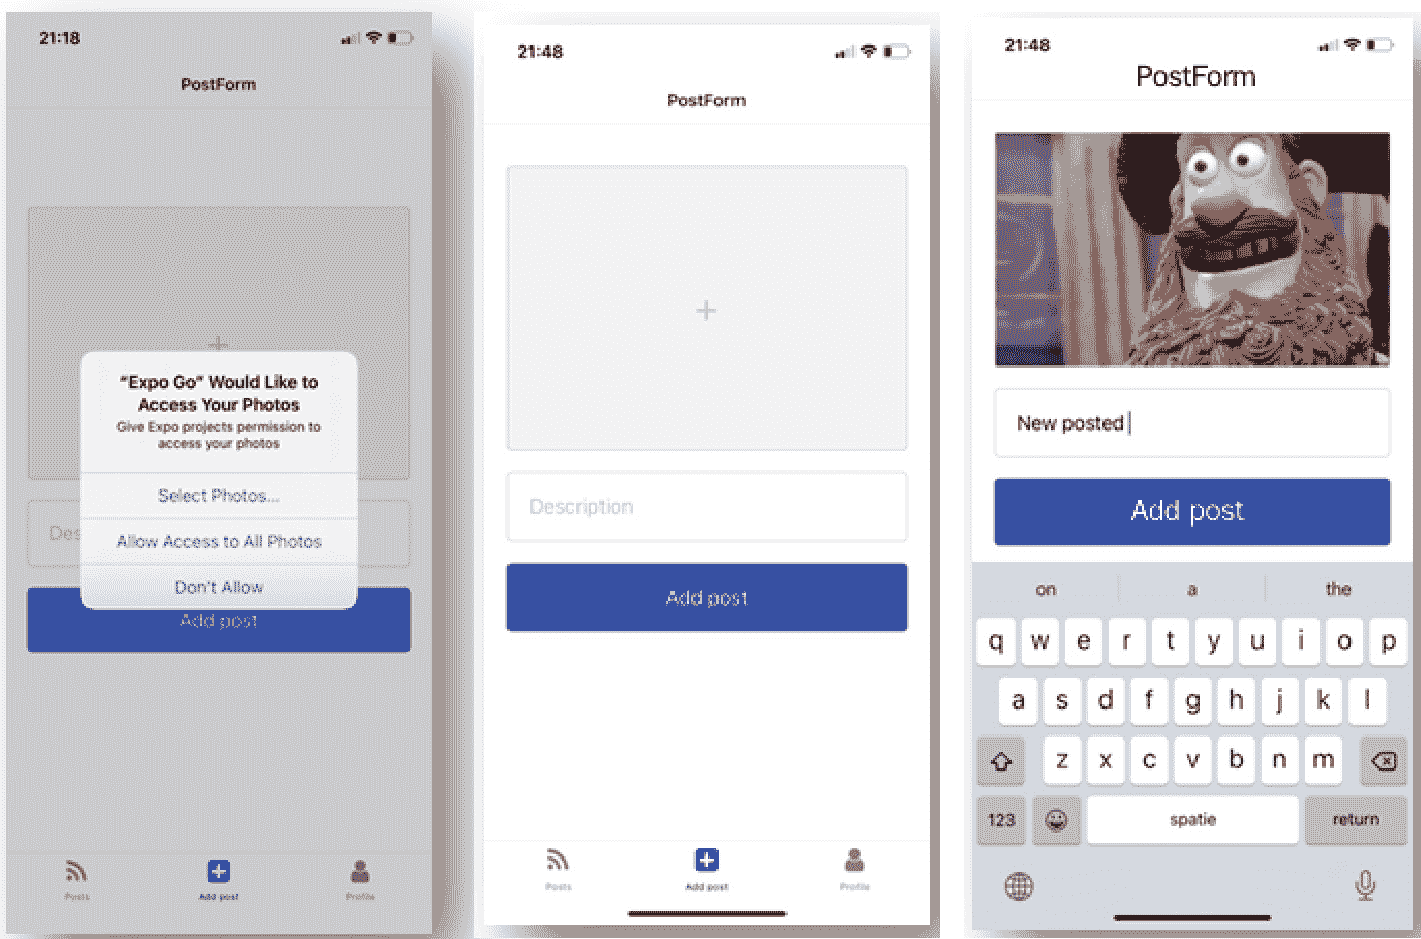 21:18
PostForm
+
“Expo Go” Would Like to
Access Your Photos
Give Expo projects permission to
access your photos
Select Photos...
Allow Access to All Photos
Don't Allow
Des
Add post
Posts
Add post
Profile
21:48
PostForm
+
Description
Add post
Posts
Add post
Profile
21:48
PostForm
New posted
Add post
on a the
q w e r t y u i o p
a s d f g h j k l
z x c v b n m
123 spatie return